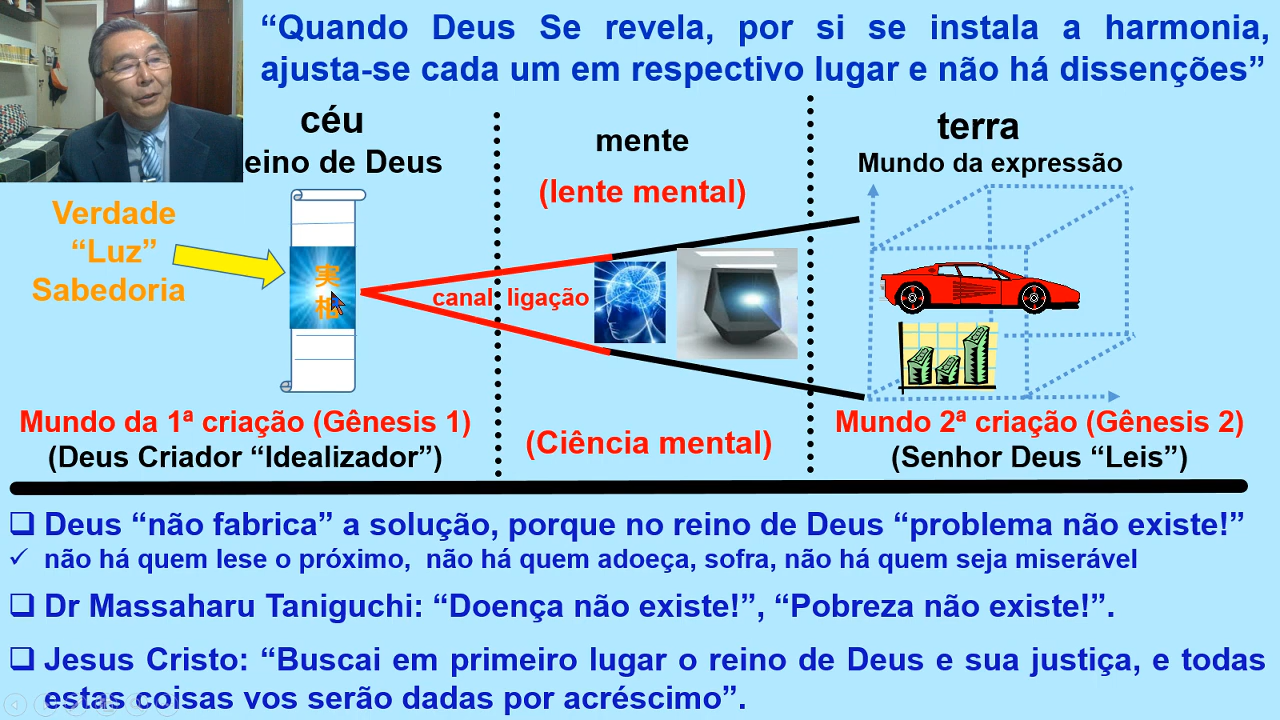 “Quando Deus Se revela, por si se instala a harmonia,
ajusta-se cada um em respectivo lugar e não há dissenções”
céu
eino de Deus
mente
(lente mental)
terra
Mundo da expressão
Verdade
“Luz”
Sabedoria
実
相
canal ligação
Mundo da 1ª criação (Gênesis 1)
(Deus Criador “Idealizador”)
(Ciência mental)
Mundo 2ª criação (Gênesis 2)
(Senhor Deus “Leis”)
Deus “não fabrica” a solução, porque no reino de Deus “problema não existe!”
não há quem lese o próximo, não há quem adoeça, sofra, não há quem seja miserável
Dr Massaharu Taniguchi: “Doença não existe!”, “Pobreza não existe!”.
Jesus Cristo: “Buscai em primeiro lugar o reino de Deus e sua justiça, e todas
estas coisas vos serão dadas por acréscimo”.